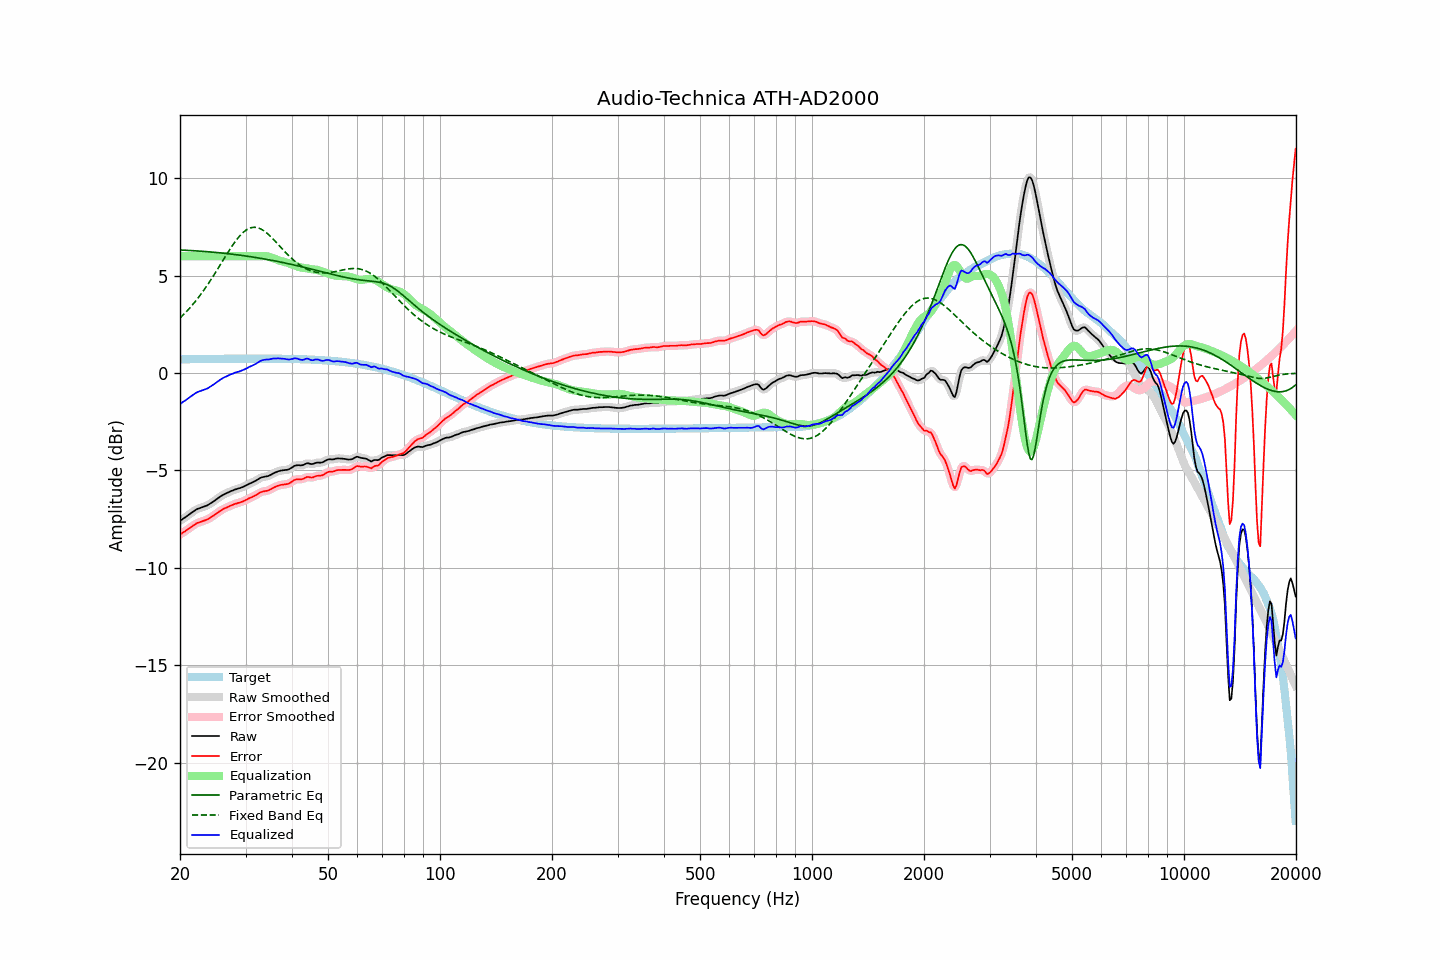 Audio-Technica ATH-AD2000
Amplitude (dBr)
10
5
0
−5
−10
−15
−20
Target
Raw Smoothed
Error Smoothed
Raw
Error
Equalization
Parametric Eq
Fixed Band Eq
Equalized
20 50 100 200 500 1000 2000 5000 10000 20000
Frequency (Hz)